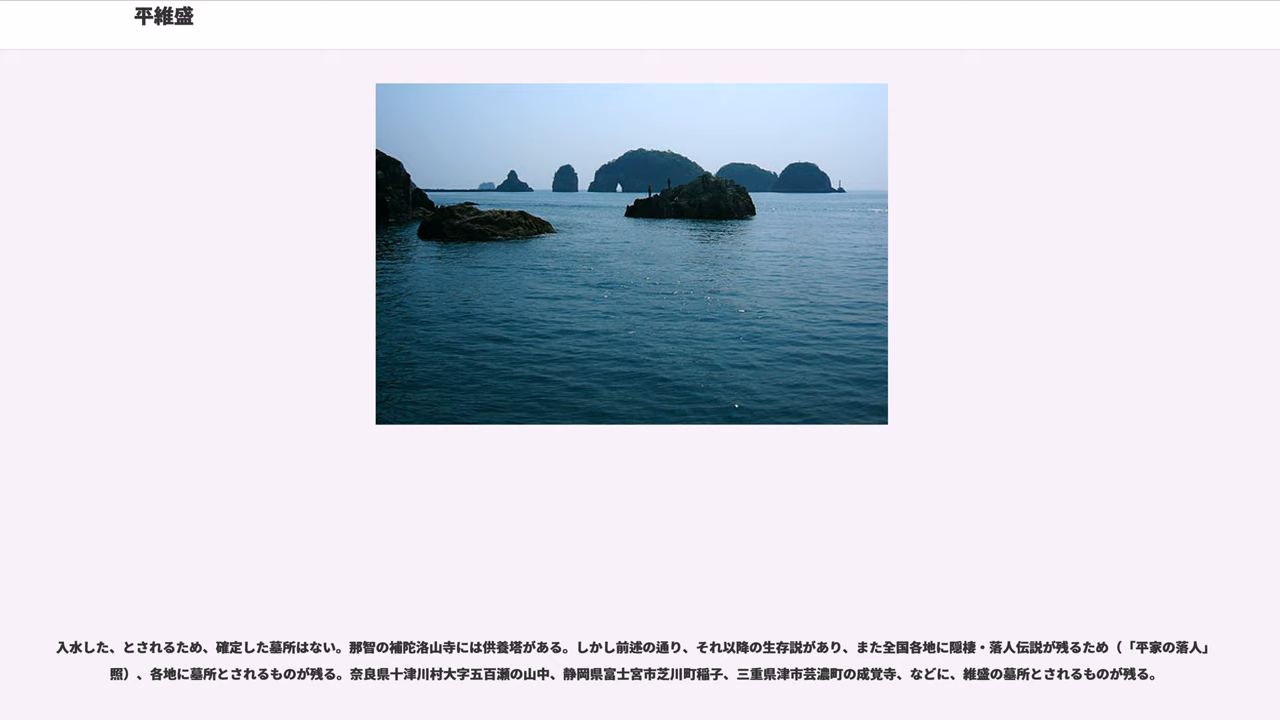 平維盛
入水した、とされるため、確定した墓所はない。那智の補陀洛山寺には供養塔がある。しかし前述の通り、それ以降の生存説があり、また全国各地に隠棲・落人伝説が残るため（「平家の落人」
照）、各地に墓所とされるものが残る。奈良県十津川村大字五百瀬の山中、静岡県富士宮市芝川町稲子、三重県津市芸濃町の成覚寺、などに、維盛の墓所とされるものが残る。